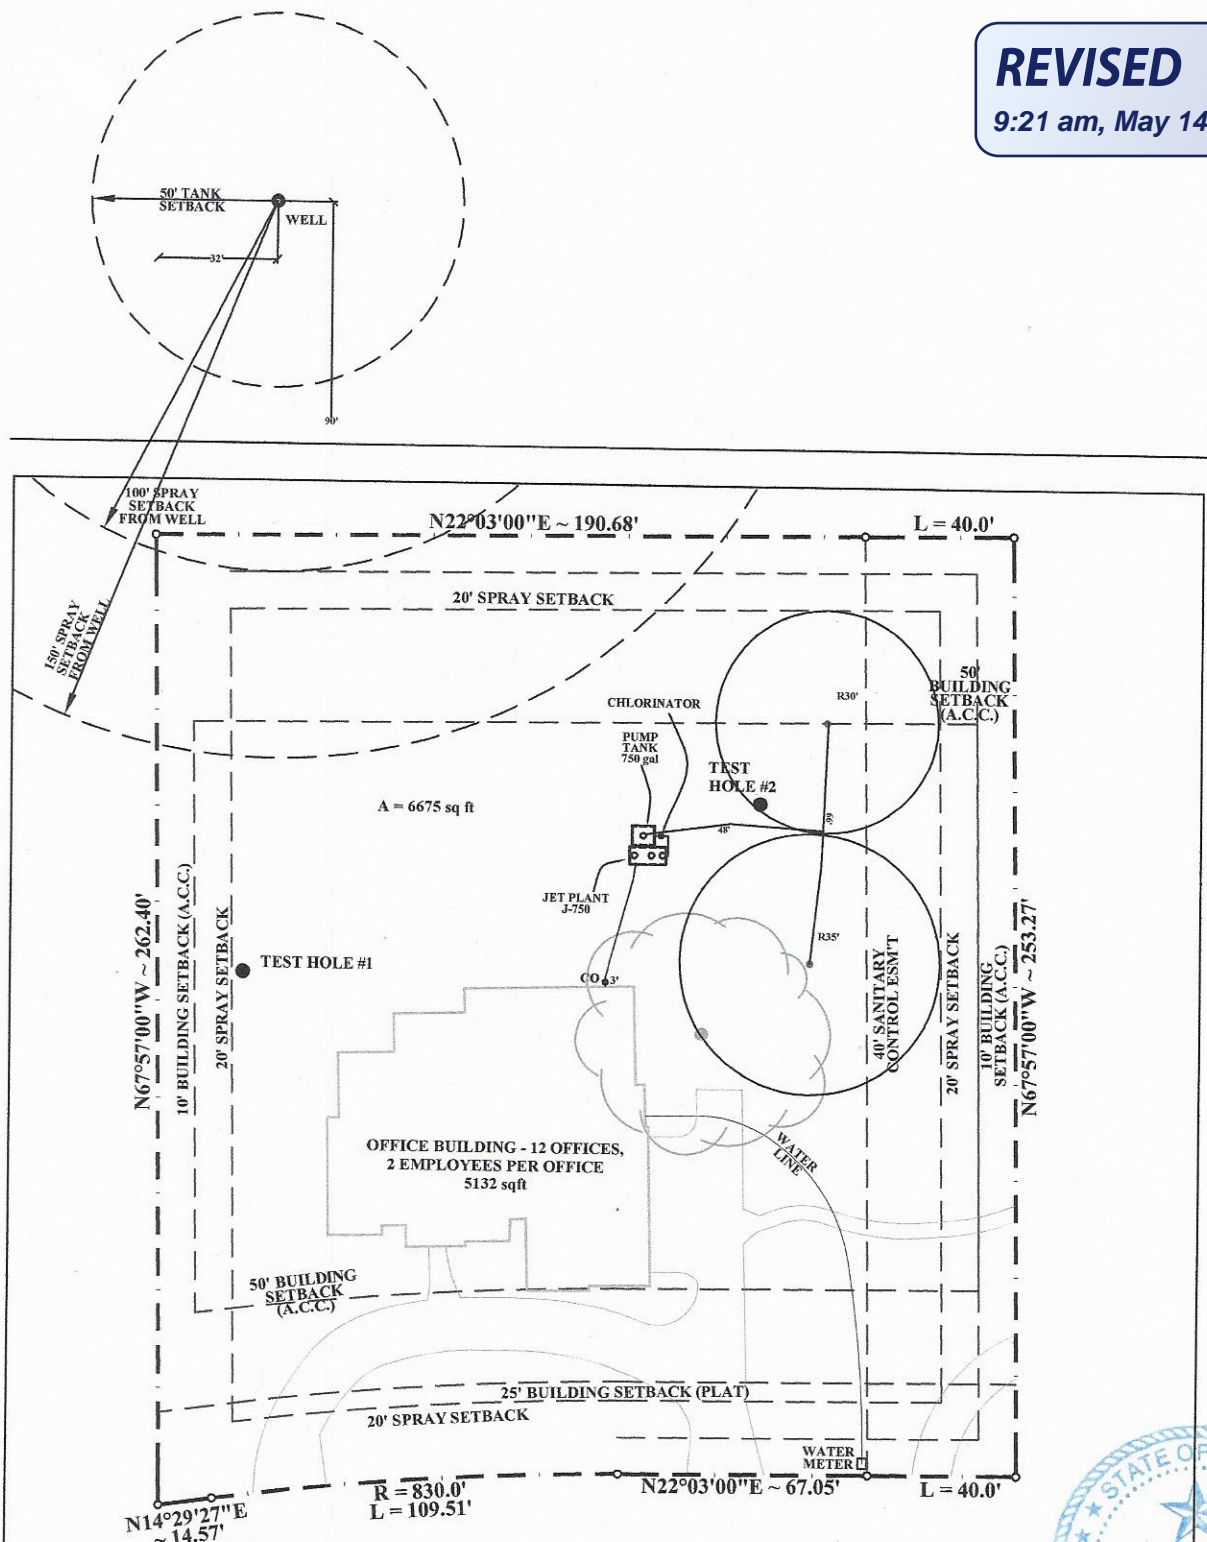 REVISED
9:21 am, May 14
50' TANK
SETBACK
WELL
32'
90'
100' SPRAY
SETBACK
FROM WELL
N22°03'00"E ~ 190.68'
L = 40.0'
20' SPRAY SETBACK
150' SPRAY
SETBACK
FROM WELL
50'
BUILDING
SETBACK
(A.C.C.)
R30'
CHLORINATOR
PUMP
TANK
750 gal
TEST
HOLE #2
A = 6675 sq ft
48'
66'
JET PLANT
J-750
N67°57'00"W ~ 262.40'
10' BUILDING SETBACK (A.C.C.)
20' SPRAY SETBACK
TEST HOLE #1
CO
3'
R35'
40' SANITARY
CONTROL ESM'T
20' SPRAY SETBACK
10' BUILDING
SETBACK (A.C.C.)
N67°57'00"W ~ 253.27'
OFFICE BUILDING - 12 OFFICES,
2 EMPLOYEES PER OFFICE
5132 sqft
WATER
LINE
50' BUILDING
SETBACK
(A.C.C.)
25' BUILDING SETBACK (PLAT)
20' SPRAY SETBACK
WATER
METER
STATE OF
R = 830.0'
L = 109.51'
N22°03'00"E ~ 67.05'
L = 40.0'
N14°29'27"E
~ 14.57'